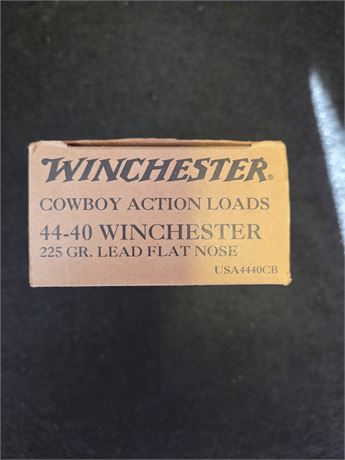 WINCHESTER®
COWBOY ACTION LOADS
44-40 WINCHESTER
225 GR. LEAD FLAT NOSE
USA4440CB